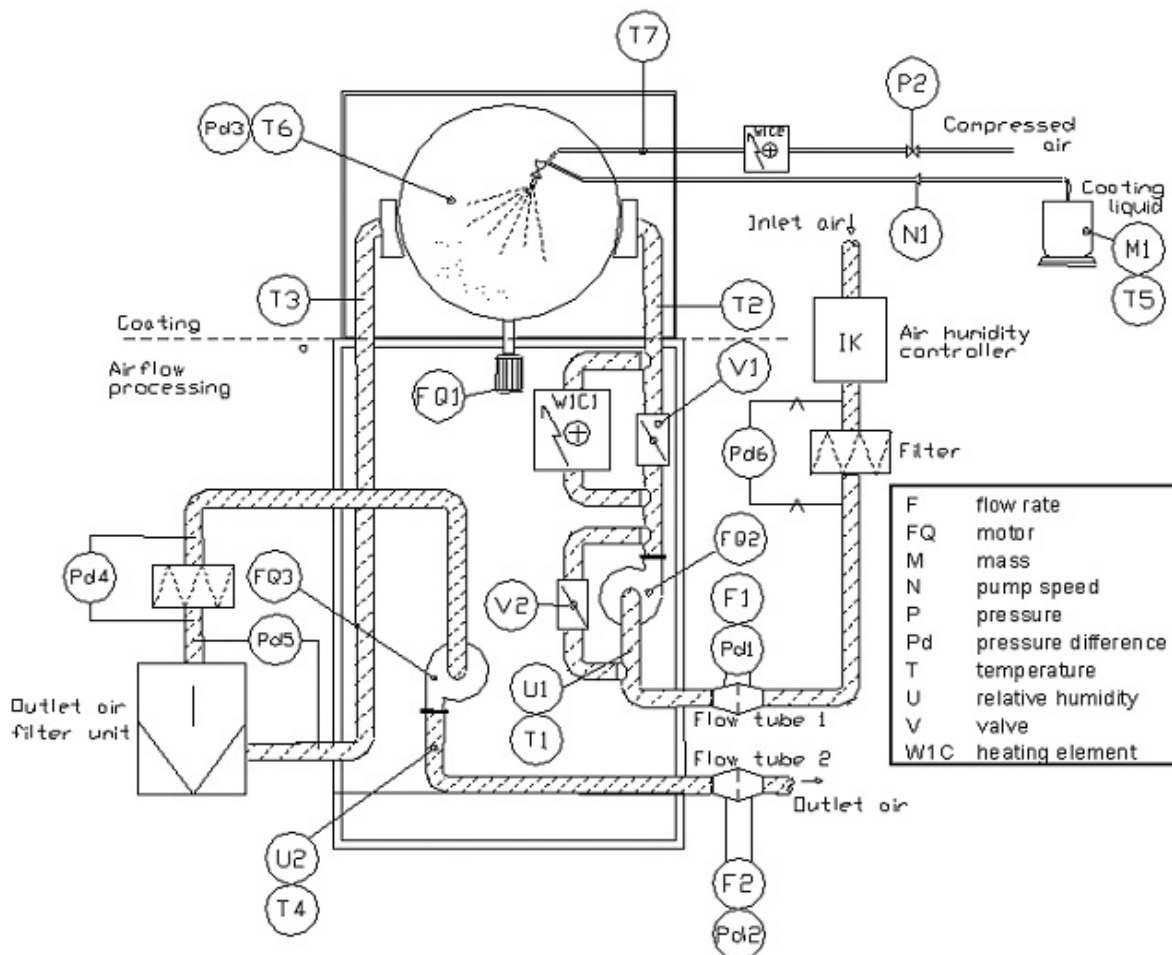 T7
P2
Pd3 T6
W1C2
Compressed
air
Coating
liquid
Inlet air
N1
M1
T5
T3
T2
Coating
IK
Air humidity
controller
Airflow
processing
FQ1
W1C1
V1
Pd6
Filter
Pd4
FQ3
V2
FQ2
F1
Pd1
Pd5
U1
T1
Outlet air
filter unit
Flow tube 1
Flow tube 2
Outlet air
U2
T4
F2
Pd2
F flow rate
FQ motor
M mass
N pump speed
P pressure
Pd pressure difference
T temperature
U relative humidity
V valve
W1C heating element